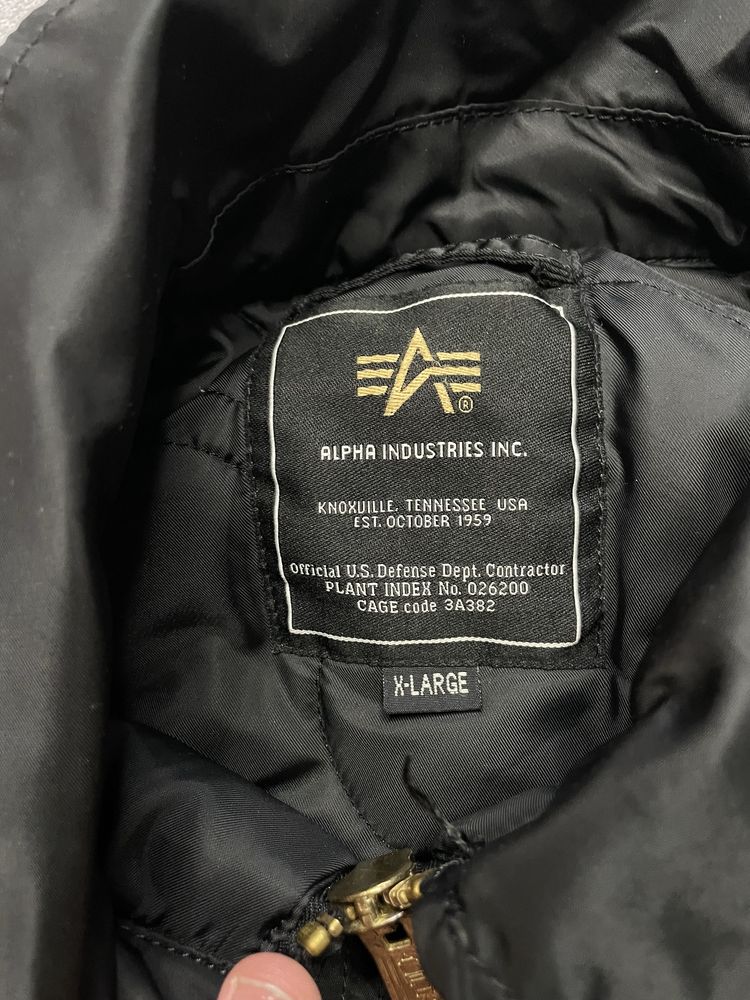 ®
ALPHA INDUSTRIES INC.
KNOXVILLE. TENNESSEE USA
EST. OCTOBER 1959
Official U.S. Defense Dept. Contractor
PLANT INDEX No. 026200
CAGE code 3A382
X-LARGE